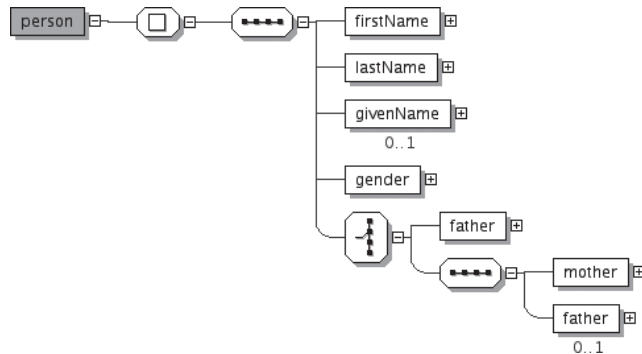 person
firstName
lastName
givenName
0..1
gender
father
mother
father
0..1